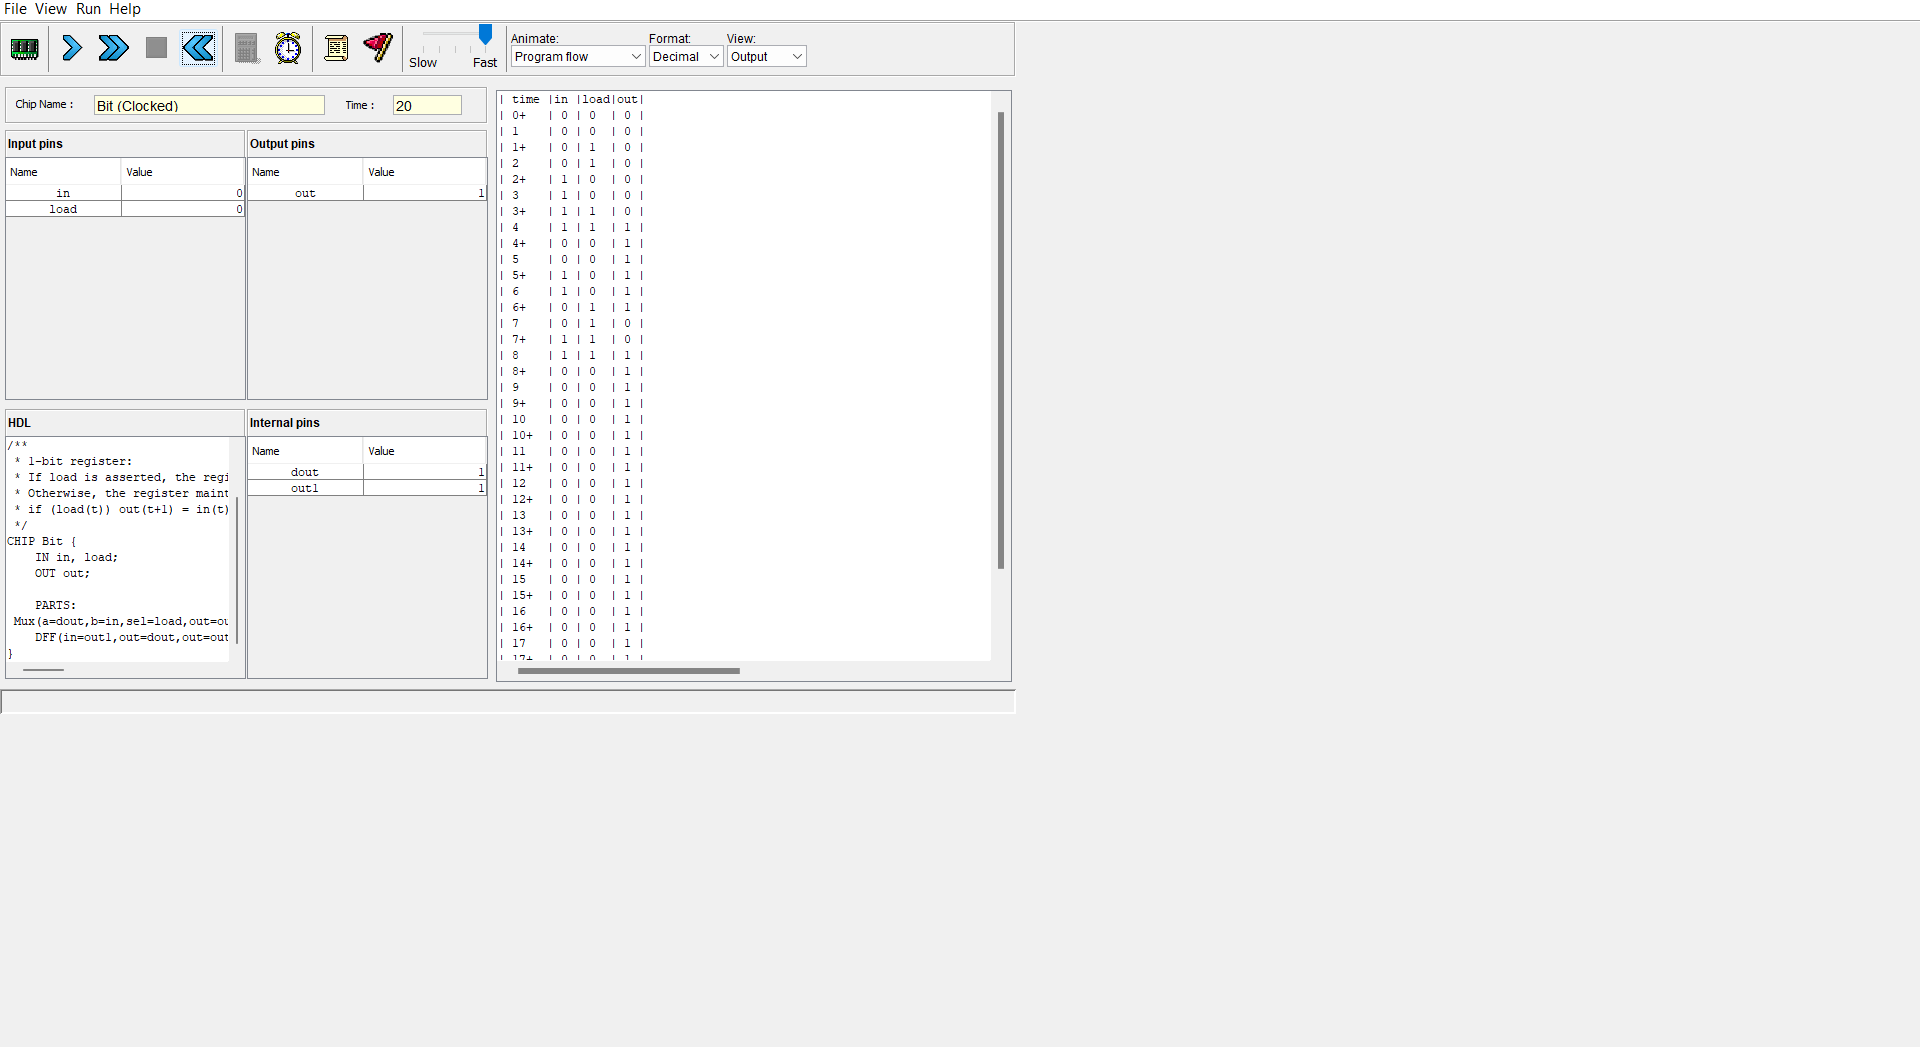 File View Run Help
Slow Fast
Animate: Format: View:
Program flow Decimal Output
Chip Name : Bit (Clocked) Time : 20
Input pins
Name Value
in 0
load 0
Output pins
Name Value
out 1
HDL
/**
* 1-bit register:
* If load is asserted, the regi
* Otherwise, the register maint
* if (load(t)) out(t+1) = in(t)
*/
CHIP Bit {
IN in, load;
OUT out;
PARTS:
Mux(a=dout,b=in,sel=load,out=ou
DFF(in=out1,out=dout,out=out
}
Internal pins
Name Value
dout 1
out1 1
| time |in |load|out|
| 0+ | 0 | 0 | 0 |
| 1 | 0 | 0 | 0 |
| 1+ | 0 | 1 | 0 |
| 2 | 0 | 1 | 0 |
| 2+ | 1 | 0 | 0 |
| 3 | 1 | 0 | 0 |
| 3+ | 1 | 1 | 0 |
| 4 | 1 | 1 | 1 |
| 4+ | 0 | 0 | 1 |
| 5 | 0 | 0 | 1 |
| 5+ | 1 | 0 | 1 |
| 6 | 1 | 0 | 1 |
| 6+ | 0 | 1 | 1 |
| 7 | 0 | 1 | 0 |
| 7+ | 1 | 1 | 0 |
| 8 | 1 | 1 | 1 |
| 8+ | 0 | 0 | 1 |
| 9 | 0 | 0 | 1 |
| 9+ | 0 | 0 | 1 |
| 10 | 0 | 0 | 1 |
| 10+ | 0 | 0 | 1 |
| 11 | 0 | 0 | 1 |
| 11+ | 0 | 0 | 1 |
| 12 | 0 | 0 | 1 |
| 12+ | 0 | 0 | 1 |
| 13 | 0 | 0 | 1 |
| 13+ | 0 | 0 | 1 |
| 14 | 0 | 0 | 1 |
| 14+ | 0 | 0 | 1 |
| 15 | 0 | 0 | 1 |
| 15+ | 0 | 0 | 1 |
| 16 | 0 | 0 | 1 |
| 16+ | 0 | 0 | 1 |
| 17 | 0 | 0 | 1 |
| 17+ | 0 | 0 | 1 |